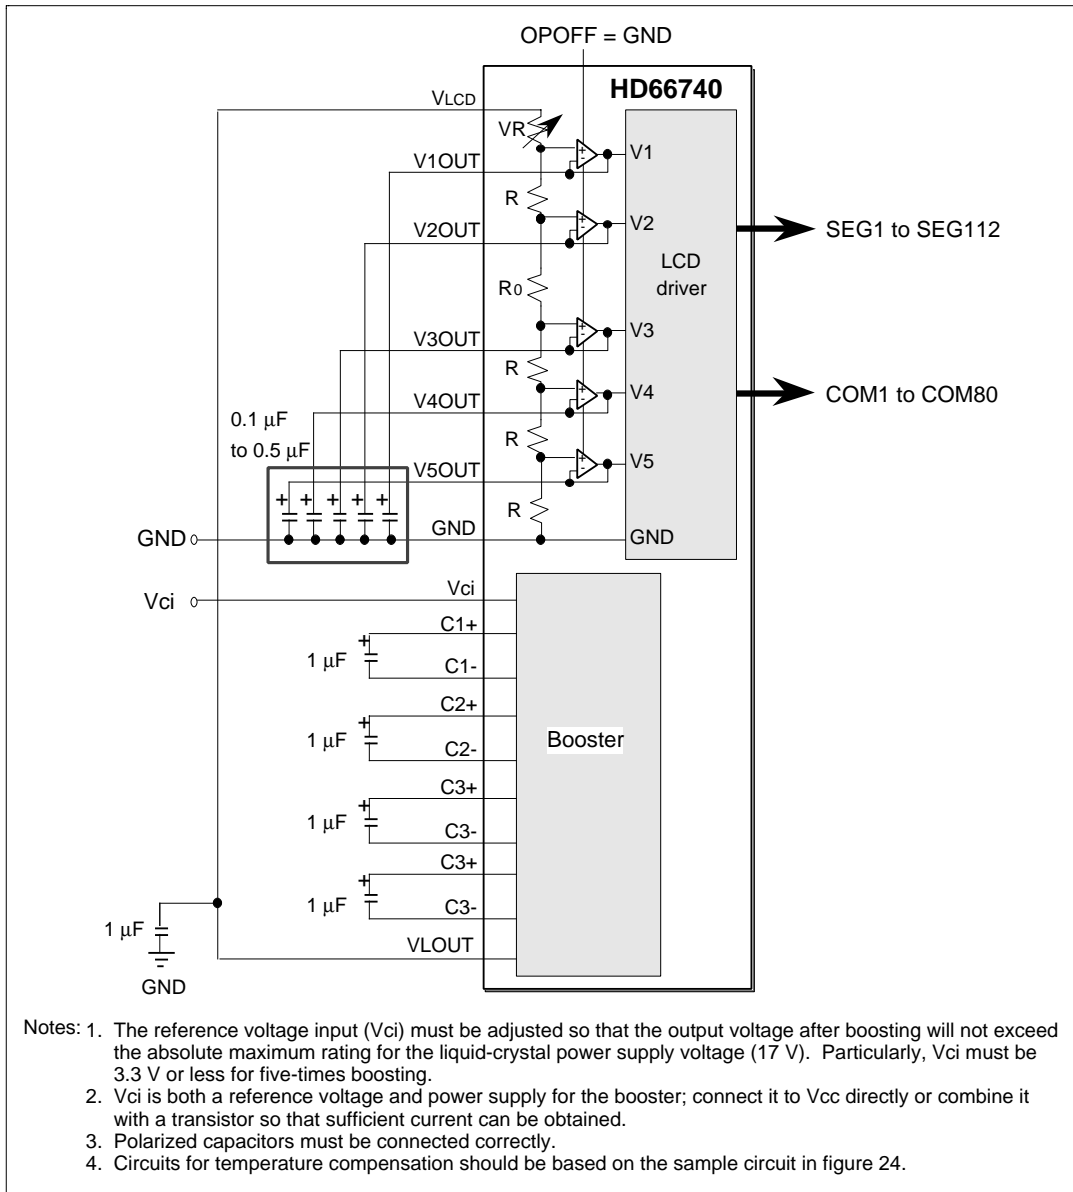 OPOFF = GND
HD66740
VLCD
VR
V1OUT
V1
R
V2OUT
V2
SEG1 to SEG112
LCD
driver
R0
V3OUT
V3
R
V4OUT
V4
COM1 to COM80
0.1 µF
to 0.5 µF
R
V5OUT
V5
+ + + + +
R
GND
GND
GND
Vci
Vci
C1+
1 µF
+
C1-
C2+
1 µF
+
C2-
Booster
C3+
1 µF
+
C3-
C3+
1 µF
+
C3-
1 µF
VLOUT
GND
Notes: 1. The reference voltage input (Vci) must be adjusted so that the output voltage after boosting will not exceed
the absolute maximum rating for the liquid-crystal power supply voltage (17 V). Particularly, Vci must be
3.3 V or less for five-times boosting.
2. Vci is both a reference voltage and power supply for the booster; connect it to Vcc directly or combine it
with a transistor so that sufficient current can be obtained.
3. Polarized capacitors must be connected correctly.
4. Circuits for temperature compensation should be based on the sample circuit in figure 24.